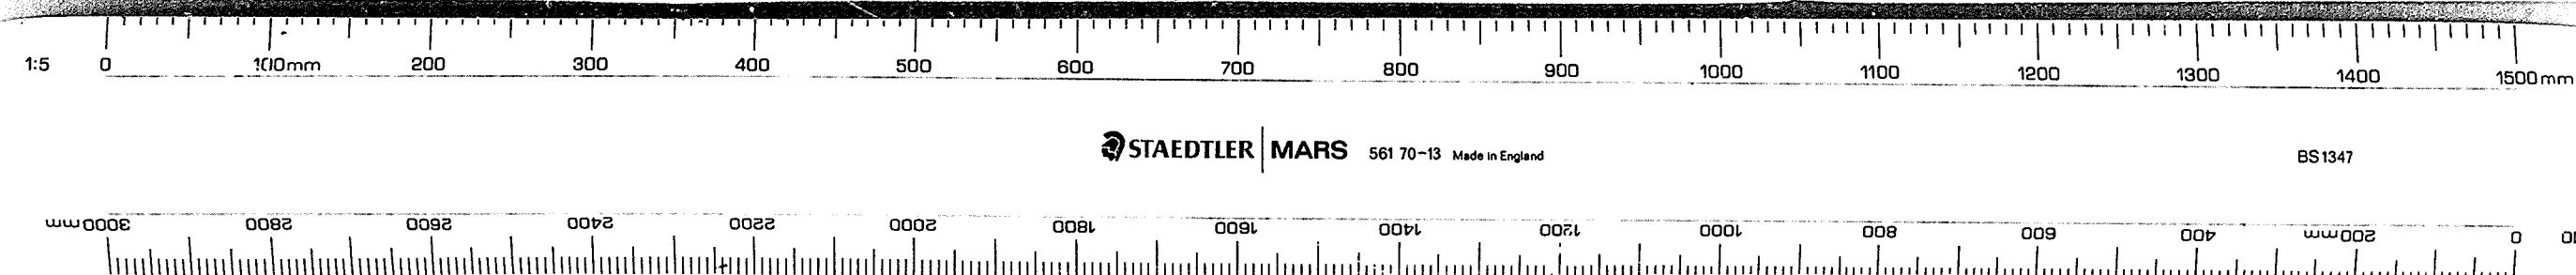 1:5 0 100mm 200 300 400 500 600 700 800 900 1000 1100 1200 1300 1400 1500mm
STAEDTLER MARS 561 70-13 Made in England BS1347
3000mm 2800 2600 2400 2200 2000 1800 1600 1400 1200 1000 800 600 400 200mm 0